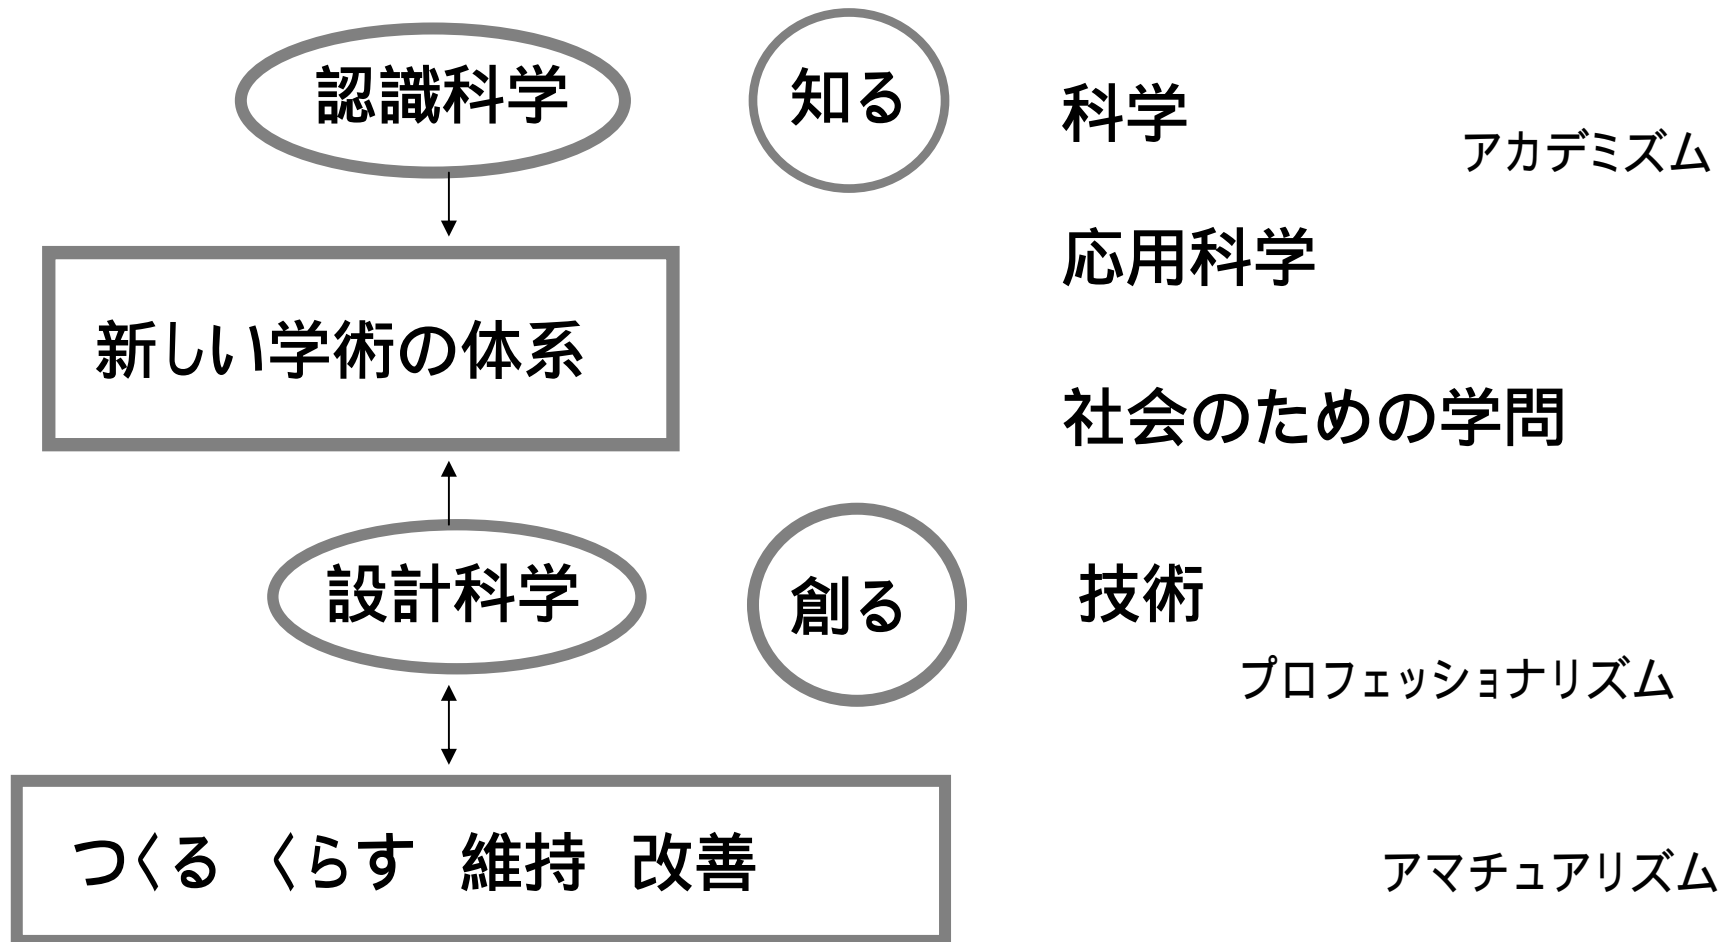 認識科学
知る
科学
アカデミズム
応用科学
新しい学術の体系
社会のための学問
設計科学
創る
技術
プロフェッショナリズム
つくる くらす 維持 改善
アマチュアリズム